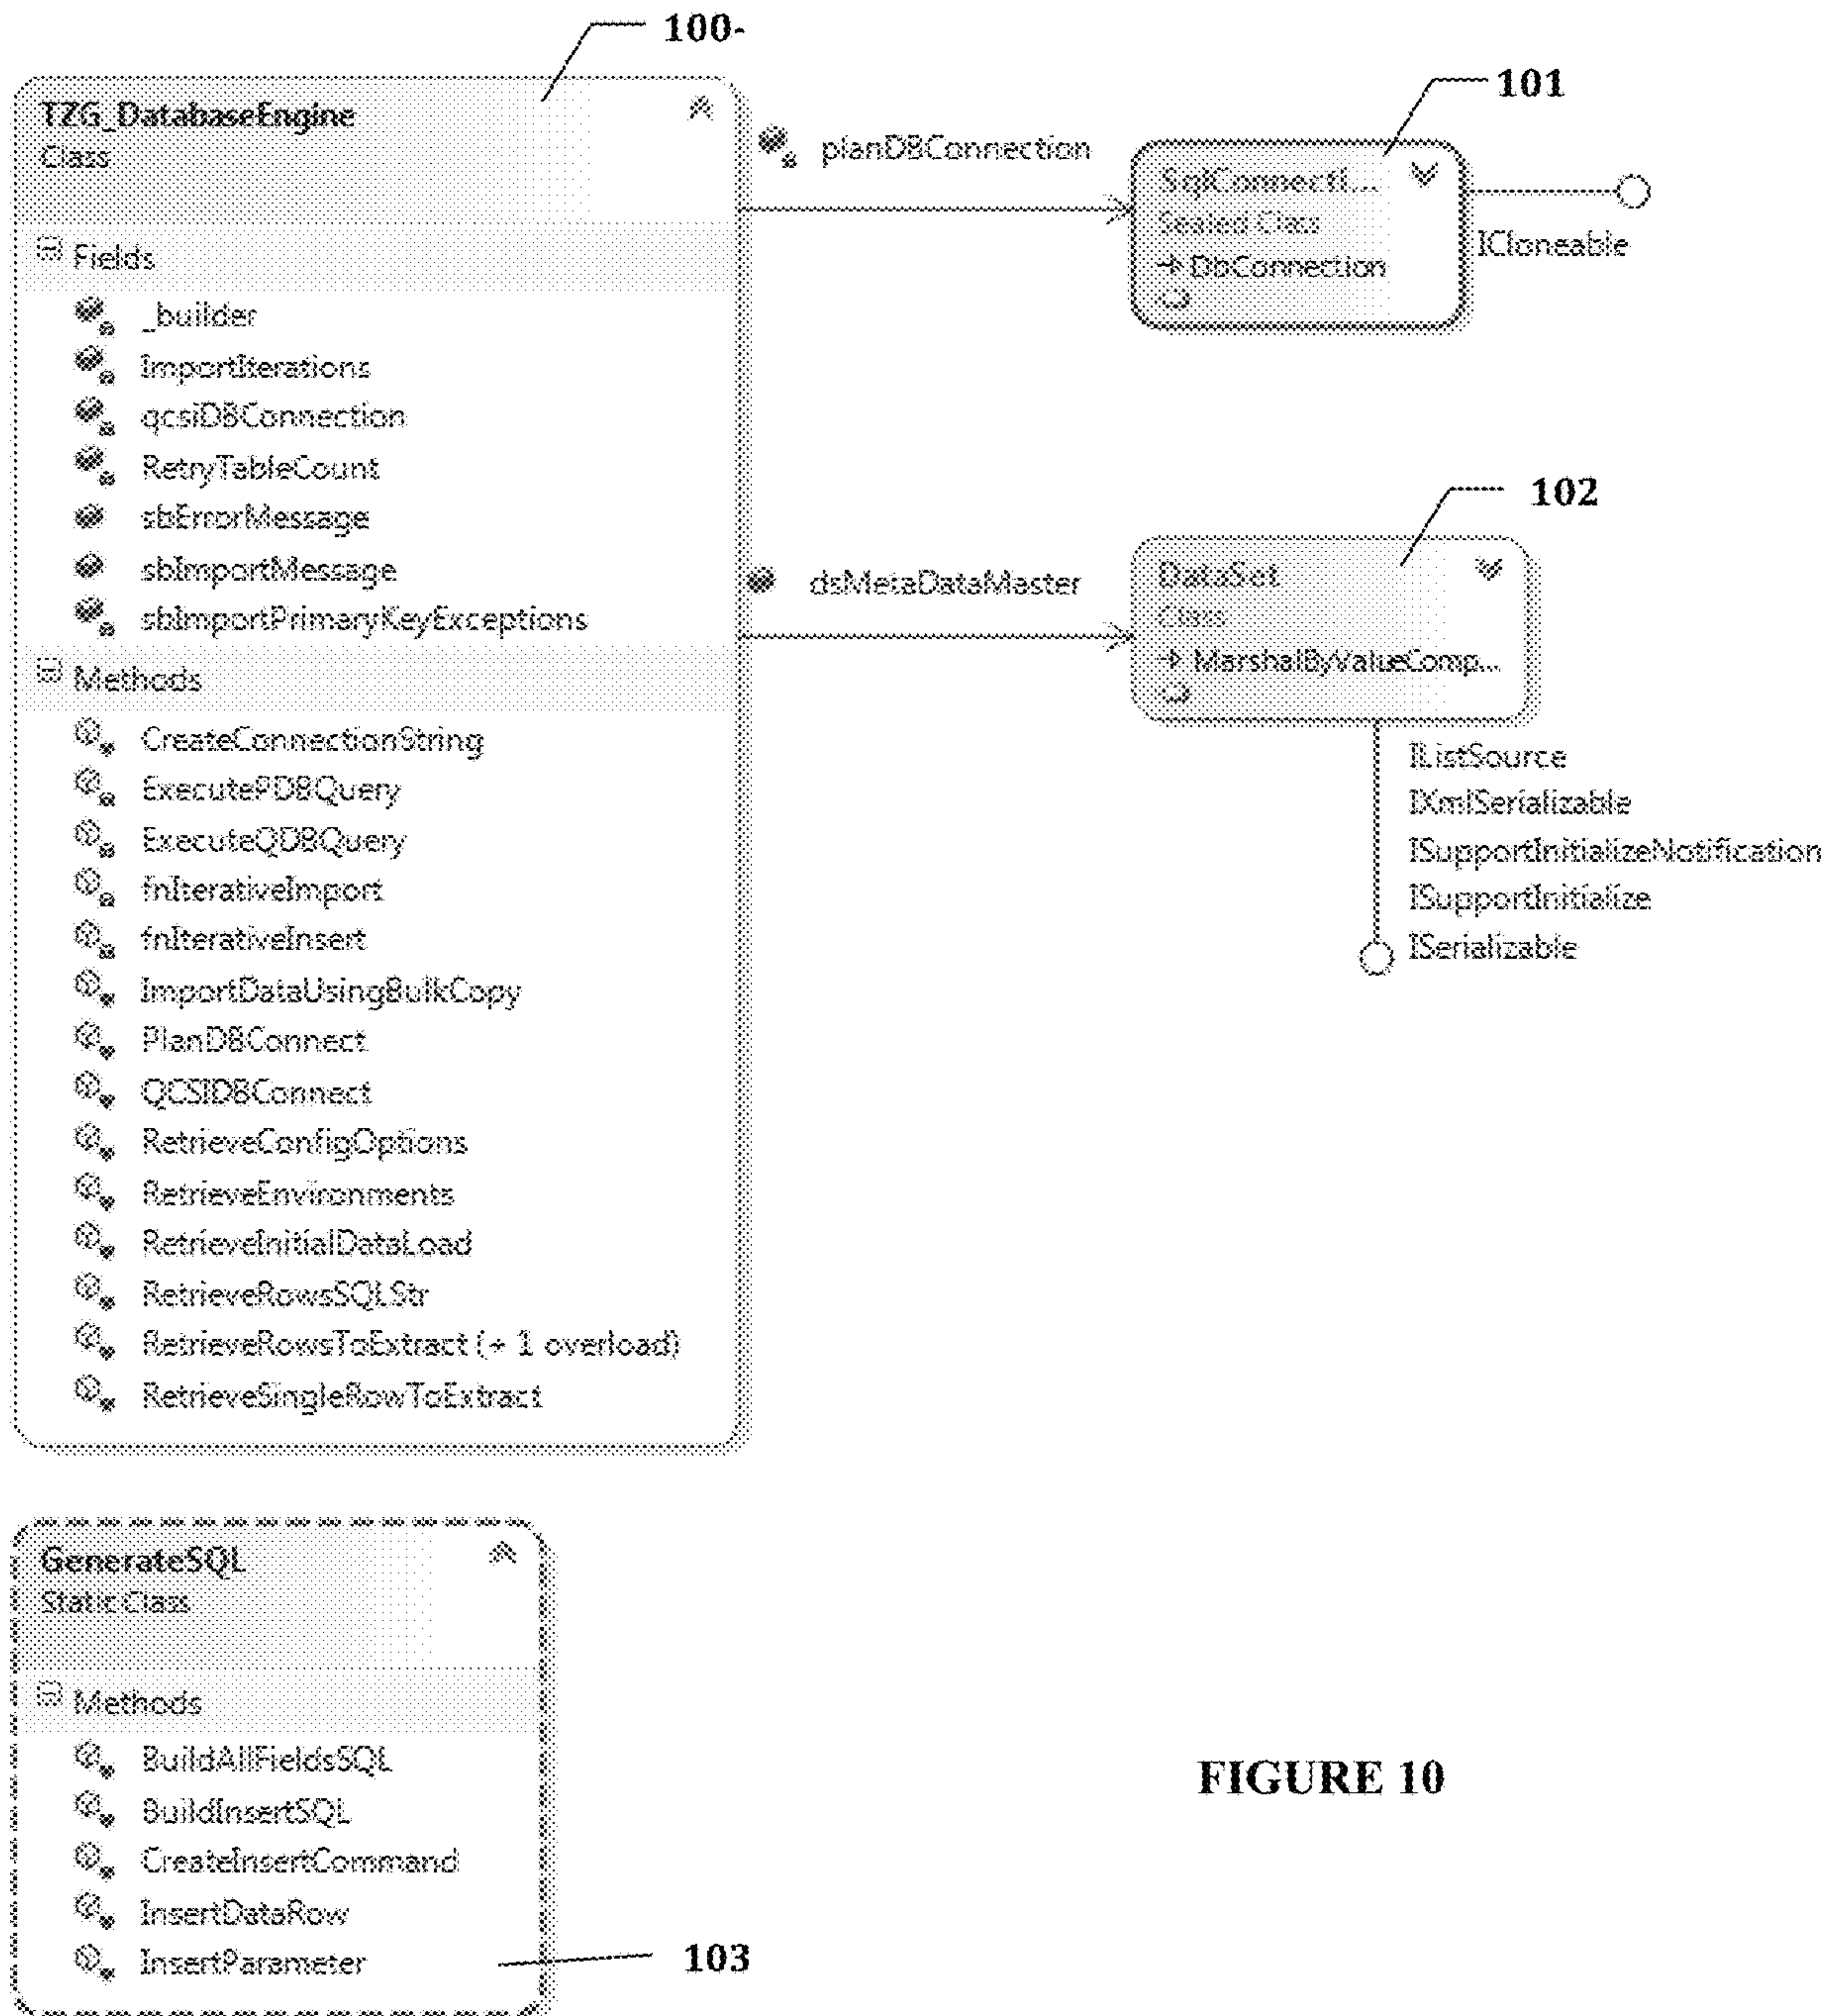 100-
TZG_DatabaseEngine
Class
Fields
_builder
ImportIterations
qcsiDBConnection
RetryTableCount
sbErrorMessage
sbImportMessage
sbImportPrimaryKeyExceptions
Methods
CreateConnectionString
ExecutePDBQuery
ExecuteQDBQuery
fnIterativeImport
fnIterativeInsert
ImportDataUsingBulkCopy
PlanDBConnect
QCSIDBConnect
RetrieveConfigOptions
RetrieveEnvironments
RetrieveInitialDataLoad
RetrieveRowsSQLStr
RetrieveRowsToExtract (+ 1 overload)
RetrieveSingleRowToExtract
planDBConnection
101
SqlConnecti...
Sealed Class
DbConnection
ICloneable
dsMetaDataMaster
102
DataSet
Class
MarshalByValueComp...
IListSource
IXmlSerializable
ISupportInitializeNotification
ISupportInitialize
ISerializable
GenerateSQL
Static Class
Methods
BuildAllFieldsSQL
BuildInsertSQL
CreateInsertCommand
InsertDataRow
InsertParameter
103
FIGURE 10